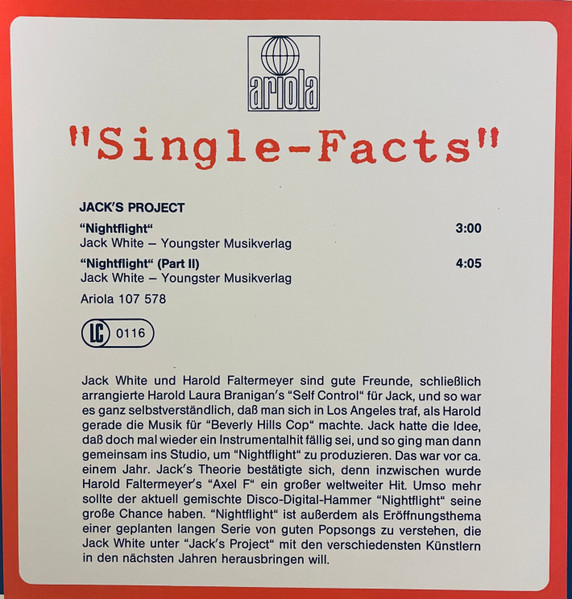 ariola
"Single-Facts"
JACK'S PROJECT
“Nightflight“ 3:00
Jack White – Youngster Musikverlag
“Nightflight“ (Part II) 4:05
Jack White – Youngster Musikverlag
Ariola 107 578
LC 0116
Jack White und Harold Faltermeyer sind gute Freunde, schließlich
arrangierte Harold Laura Branigan's “Self Control“ für Jack, und so war
es ganz selbstverständlich, daß man sich in Los Angeles traf, als Harold
gerade die Musik für “Beverly Hills Cop“ machte. Jack hatte die Idee,
daß doch mal wieder ein Instrumentalhit fällig sei, und so ging man dann
gemeinsam ins Studio, um “Nightflight“ zu produzieren. Das war vor ca.
einem Jahr. Jack's Theorie bestätigte sich, denn inzwischen wurde
Harold Faltermeyer's “Axel F“ ein großer weltweiter Hit. Umso mehr
sollte der aktuell gemischte Disco-Digital-Hammer “Nightflight“ seine
große Chance haben. “Nightflight“ ist außerdem als Eröffnungsthema
einer geplanten langen Serie von guten Popsongs zu verstehen, die
Jack White unter “Jack's Project“ mit den verschiedensten Künstlern
in den nächsten Jahren herausbringen will.